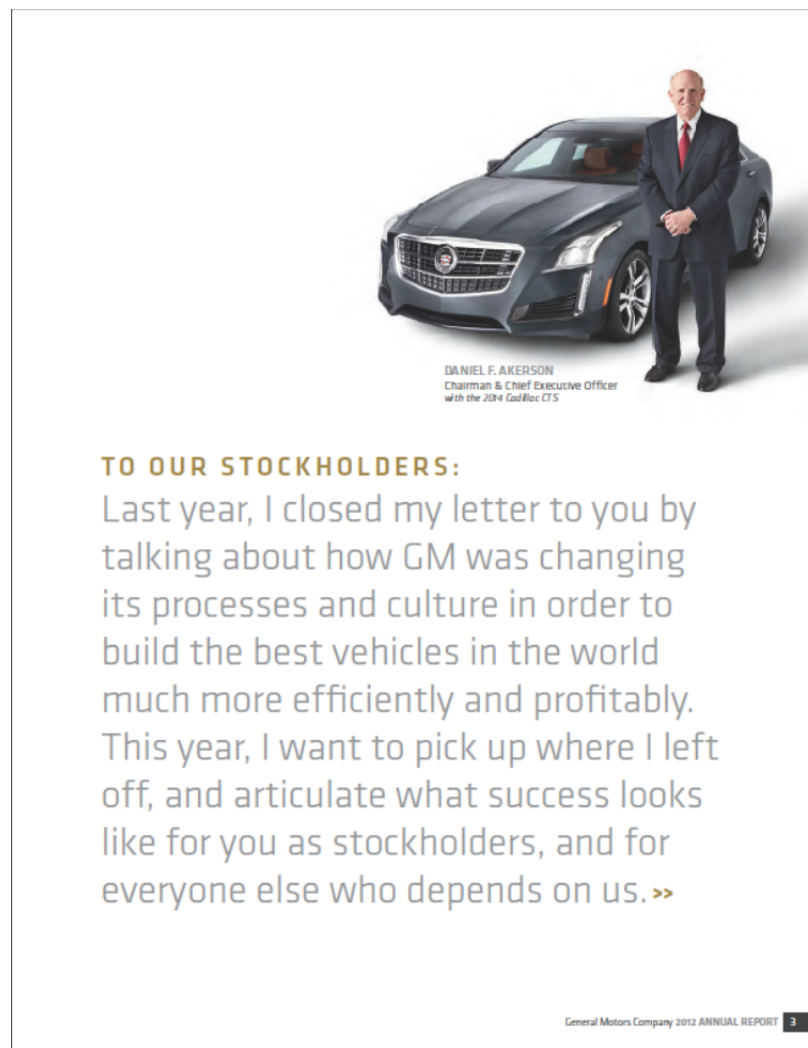 DANIEL F. AKERSON
Chairman & Chief Executive Officer
with the 2014 Cadillac CTS
TO OUR STOCKHOLDERS:
Last year, I closed my letter to you by
talking about how GM was changing
its processes and culture in order to
build the best vehicles in the world
much more efficiently and profitably.
This year, I want to pick up where I left
off, and articulate what success looks
like for you as stockholders, and for
everyone else who depends on us. >>
General Motors Company 2012 ANNUAL REPORT 3